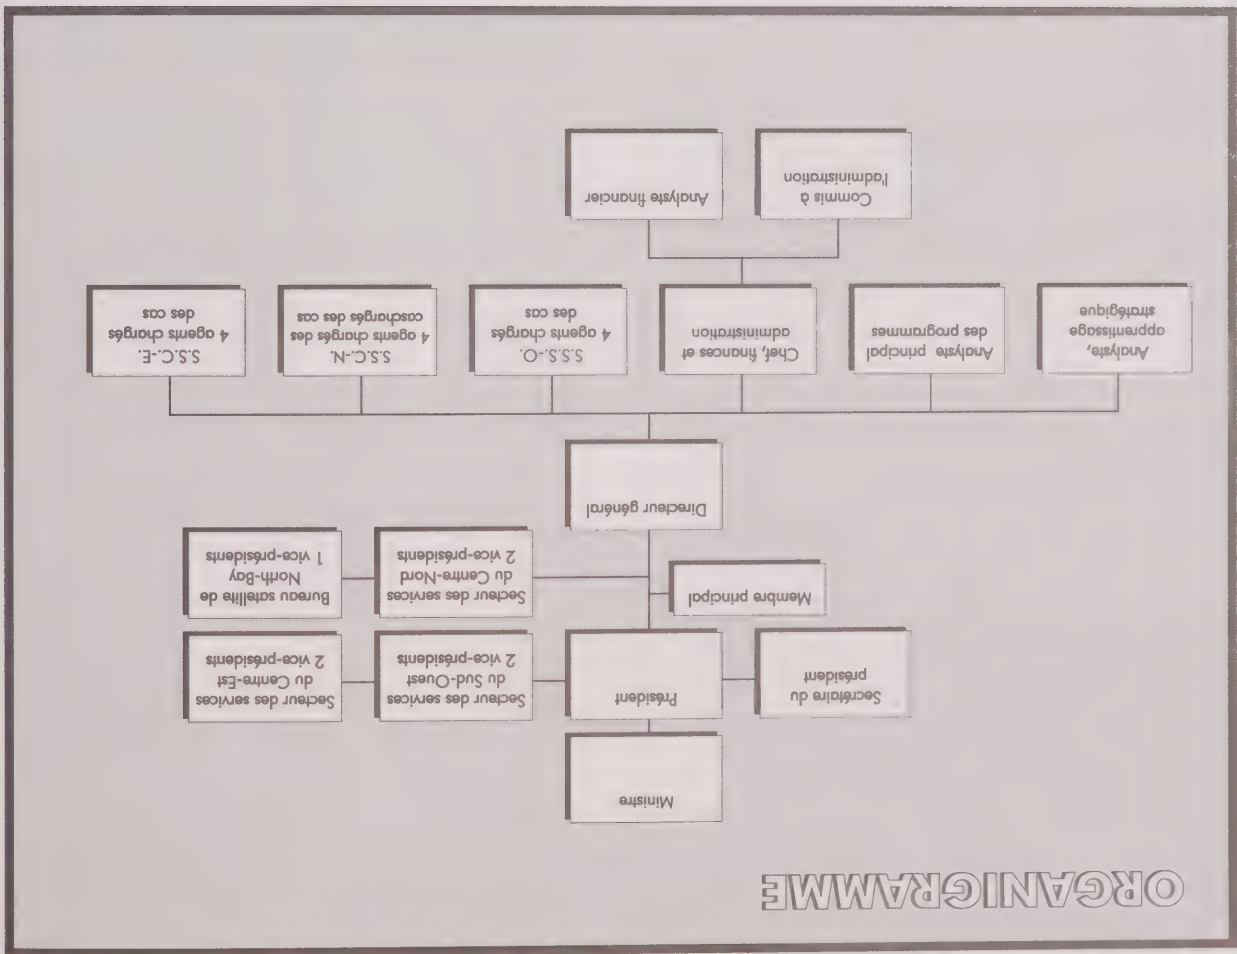 ORGANIGRAMME
Ministre
Secrétaire du
président
Président
Secteur des services
du Sud-Ouest
2 vice-présidents
Secteur des services
du Centre-Est
2 vice-présidents
Membre principal
Secteur des services
du Centre-Nord
2 vice-présidents
Bureau satellite de
North-Bay
1 vice-présidents
Directeur général
Analyste,
apprentissage
stratégique
Analyste principal
des programmes
Chef, finances et
administration
S.S.S.-O.
4 agents chargés
des cas
S.S.C.-N.
4 agents chargés des
caschargés des cas
S.S.C.-E.
4 agents chargés
des cas
Commis à
l'administration
Analyste financier